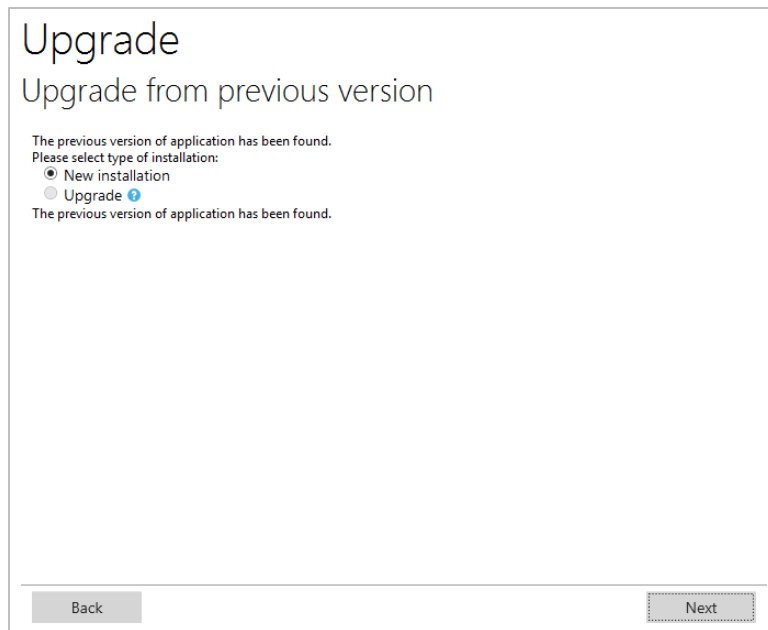 Upgrade
Upgrade from previous version
The previous version of application has been found.
Please select type of installation:
New installation
Upgrade ?
The previous version of application has been found.
Back
Next